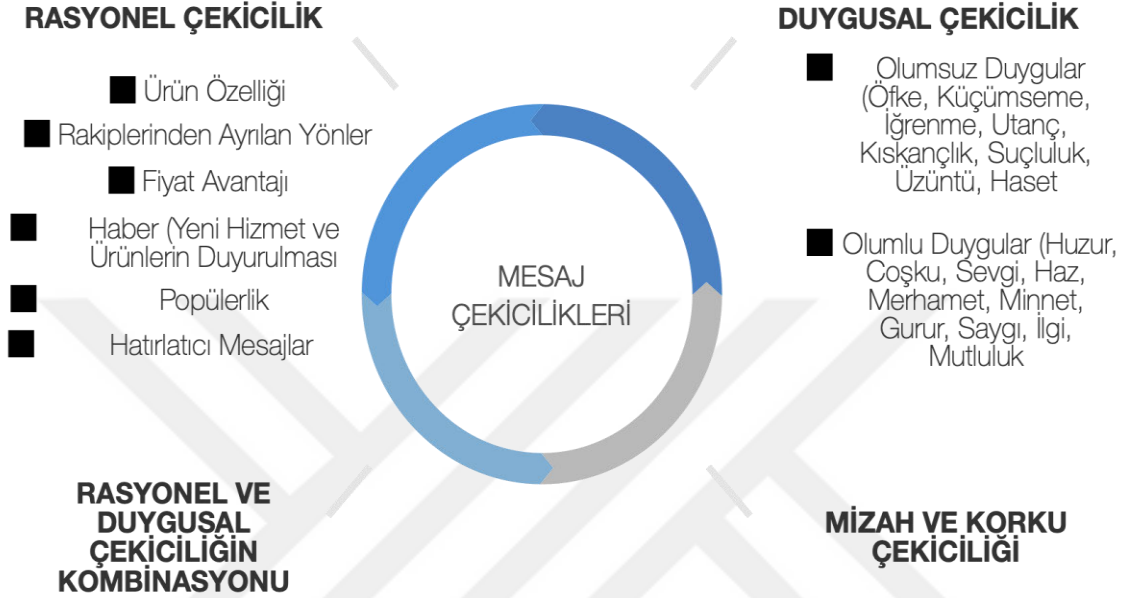 RASYONEL ÇEKİCİLİK
Ürün Özelliği
Rakiplerinden Ayrılan Yönler
Fiyat Avantajı
Haber (Yeni Hizmet ve
Ürünlerin Duyurulması
Popülerlik
Hatırlatıcı Mesajlar
DUYGUSAL ÇEKİCİLİK
Olumsuz Duygular
(Öfke, Küçümseme,
İğrenme, Utanç,
Kıskançlık, Suçluluk,
Üzüntü, Haset
Olumlu Duygular (Huzur,
Coşku, Sevgi, Haz,
Merhamet, Minnet,
Gurur, Saygı, İlgi,
Mutluluk
MESAJ
ÇEKİCİLİKLERİ
RASYONEL VE
DUYGUSAL
ÇEKİCİLİĞİN
KOMBİNASYONU
MİZAH VE KORKU
ÇEKİCİLİĞİ